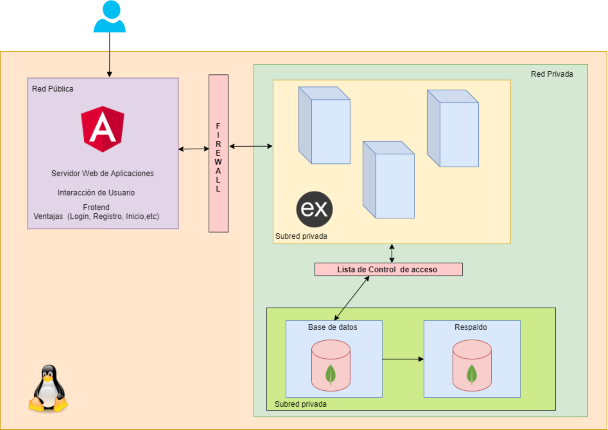 Red Pública
A
Servidor Web de Aplicaciones
Interacción de Usuario
Frotend
Ventajas (Login, Registro, Inicio,etc)
FIREWALL
Red Privada
ex
Subred privada
Lista de Control de acceso
Base de datos
Respaldo
Subred privada